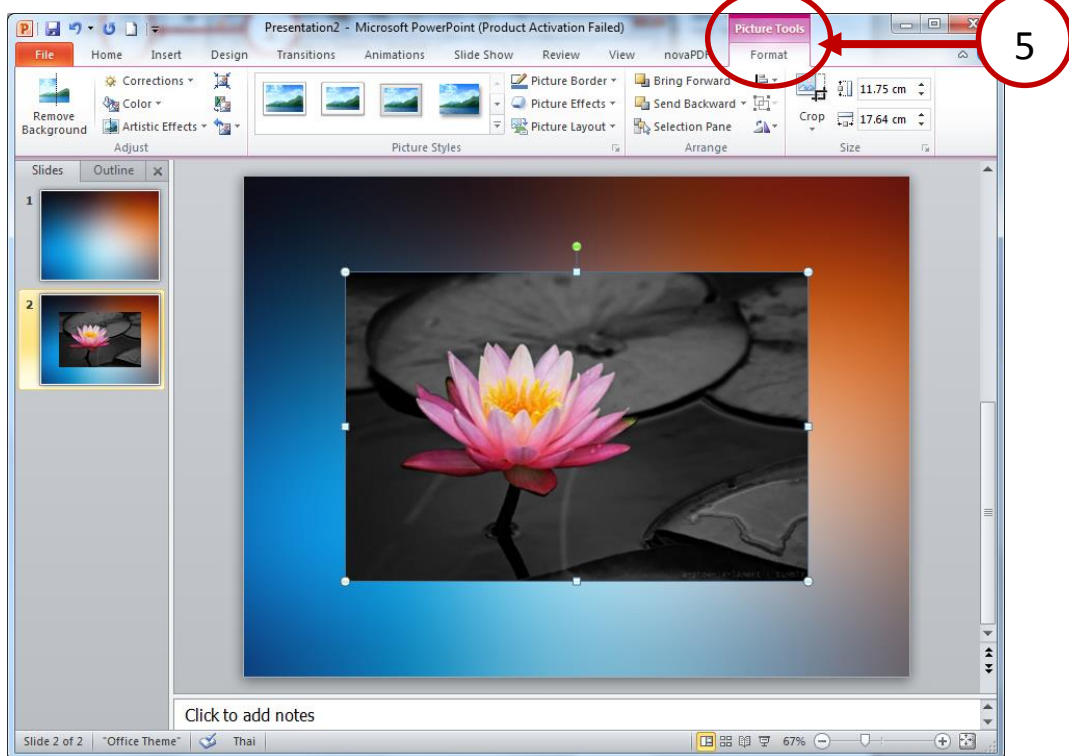 Presentation2 - Microsoft PowerPoint (Product Activation Failed)
Picture Tools
5
File Home Insert Design Transitions Animations Slide Show Review View novaPDF Format
Remove Background
Corrections
Color
Artistic Effects
Adjust
Picture Styles
Picture Border
Picture Effects
Picture Layout
Bring Forward
Send Backward
Selection Pane
Arrange
Crop
11.75 cm
17.64 cm
Size
Slides Outline
1
2
Click to add notes
Slide 2 of 2 "Office Theme" Thai 67%